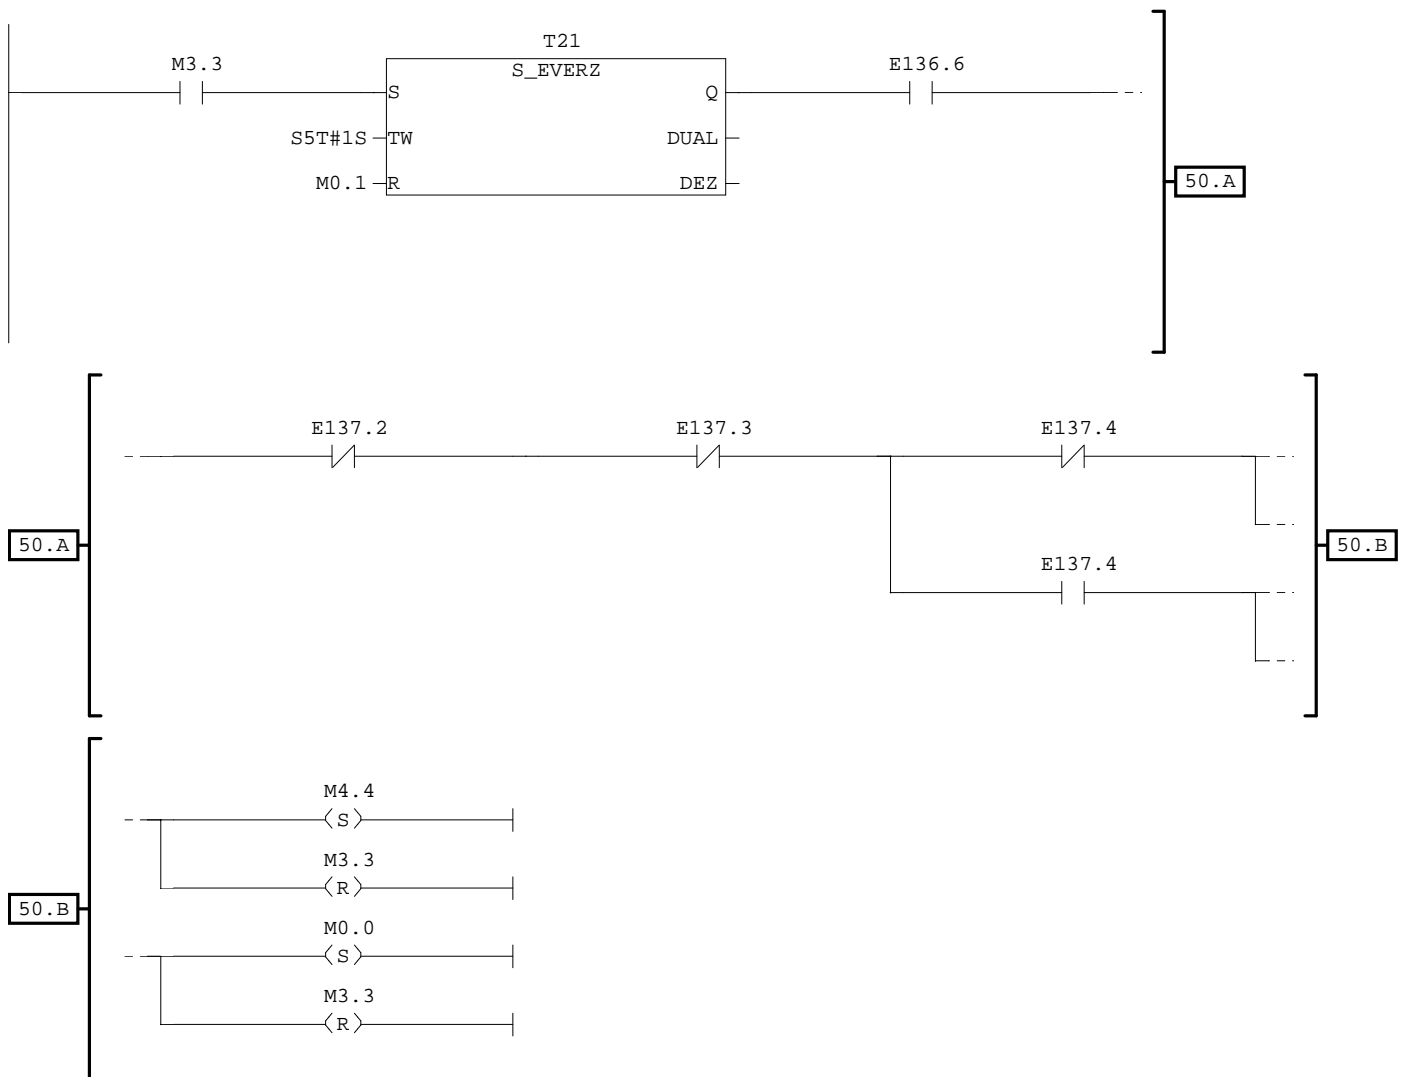 T21
M3.3
S_EVERZ
E136.6
S
Q
S5T#1S
TW
DUAL
M0.1
R
DEZ
50.A
E137.2
E137.3
E137.4
50.A
50.B
E137.4
M4.4
S
M3.3
R
50.B
M0.0
S
M3.3
R